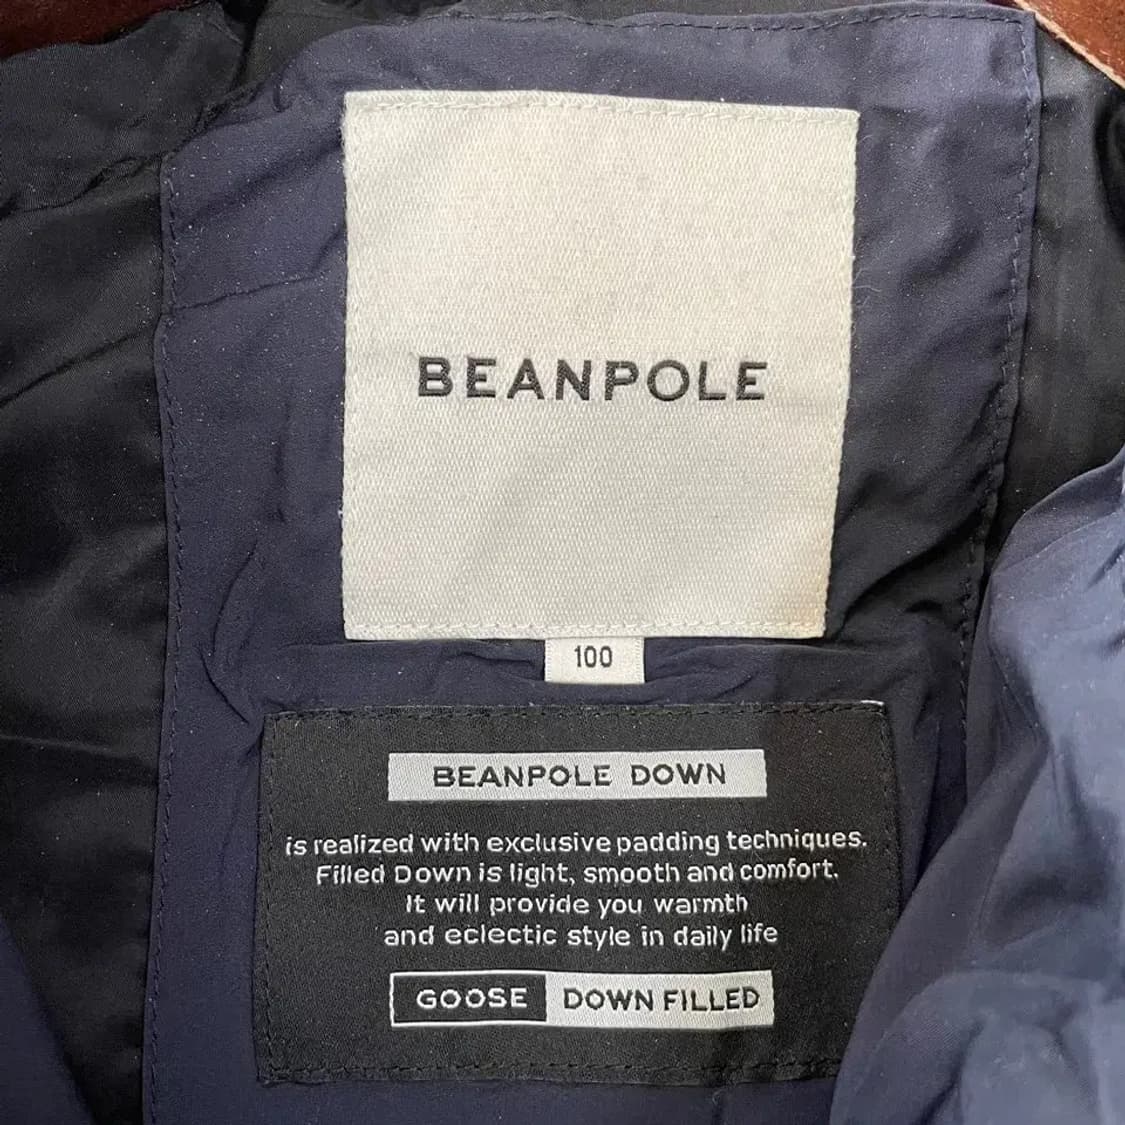 BEANPOLE
100
BEANPOLE DOWN
is realized with exclusive padding techniques.
Filled Down is light, smooth and comfort.
It will provide you warmth
and eclectic style in daily life
GOOSE DOWN FILLED